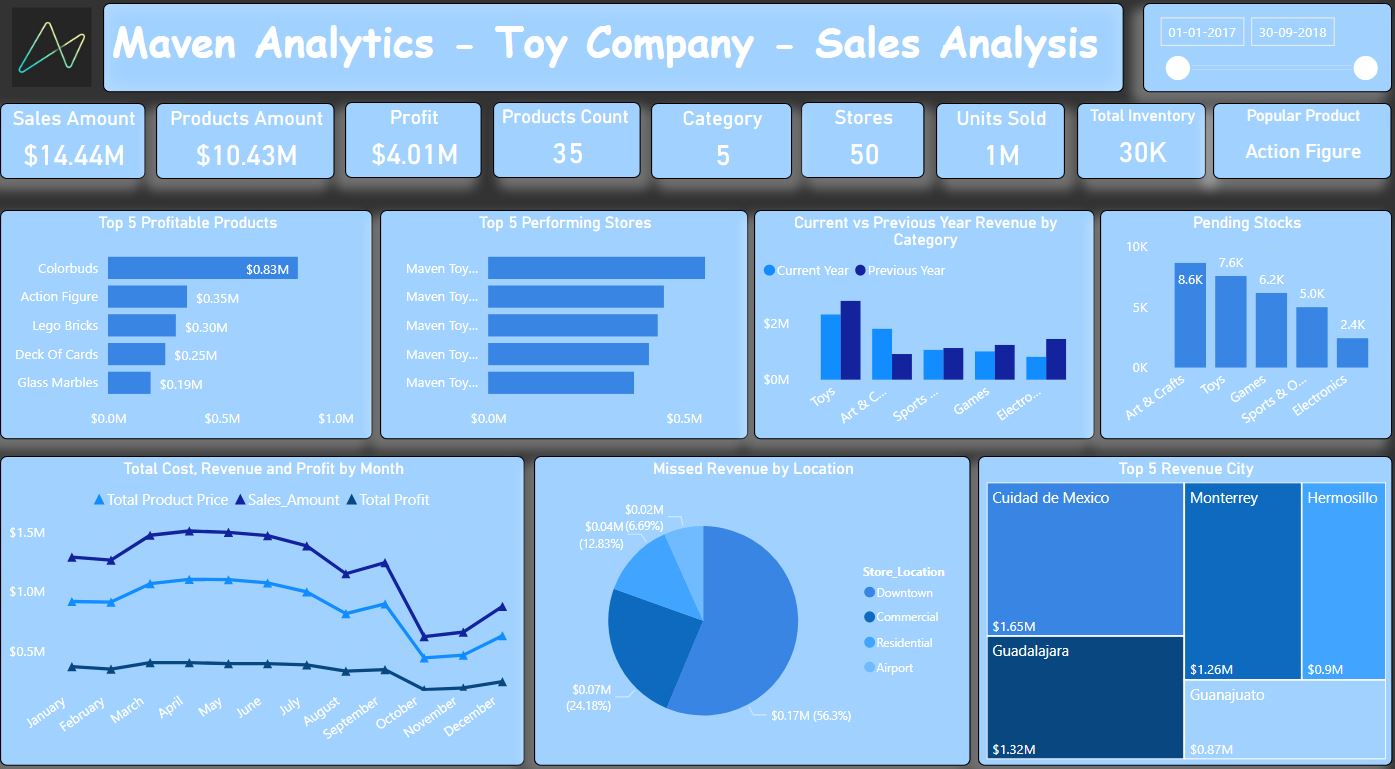 Maven Analytics - Toy Company - Sales Analysis
01-01-2017
30-09-2018
Sales Amount
$14.44M
Products Amount
$10.43M
Profit
$4.01M
Products Count
35
Category
5
Stores
50
Units Sold
1M
Total Inventory
30K
Popular Product
Action Figure
Top 5 Profitable Products
Colorbuds
$0.83M
Action Figure
$0.35M
Lego Bricks
$0.30M
Deck Of Cards
$0.25M
Glass Marbles
$0.19M
$0.0M
$0.5M
$1.0M
Top 5 Performing Stores
Maven Toy...
Maven Toy...
Maven Toy...
Maven Toy...
Maven Toy...
$0.0M
$0.5M
Current vs Previous Year Revenue by
Category
Current Year
Previous Year
$2M
$0M
Toys
Art & C...
Sports ...
Games
Electro...
Pending Stocks
10K
5K
0K
8.6K
7.6K
6.2K
5.0K
2.4K
Art & Crafts
Toys
Games
Sports & O...
Electronics
Total Cost, Revenue and Profit by Month
Total Product Price
Sales_Amount
Total Profit
$1.5M
$1.0M
$0.5M
January
February
March
April
May
June
July
August
September
October
November
December
Missed Revenue by Location
$0.02M
(6.69%)
$0.04M
(12.83%)
$0.07M
(24.18%)
$0.17M (56.3%)
Store_Location
Downtown
Commercial
Residential
Airport
Top 5 Revenue City
Cuidad de Mexico
$1.65M
Guadalajara
$1.32M
Monterrey
$1.26M
Hermosillo
$0.9M
Guanajuato
$0.87M